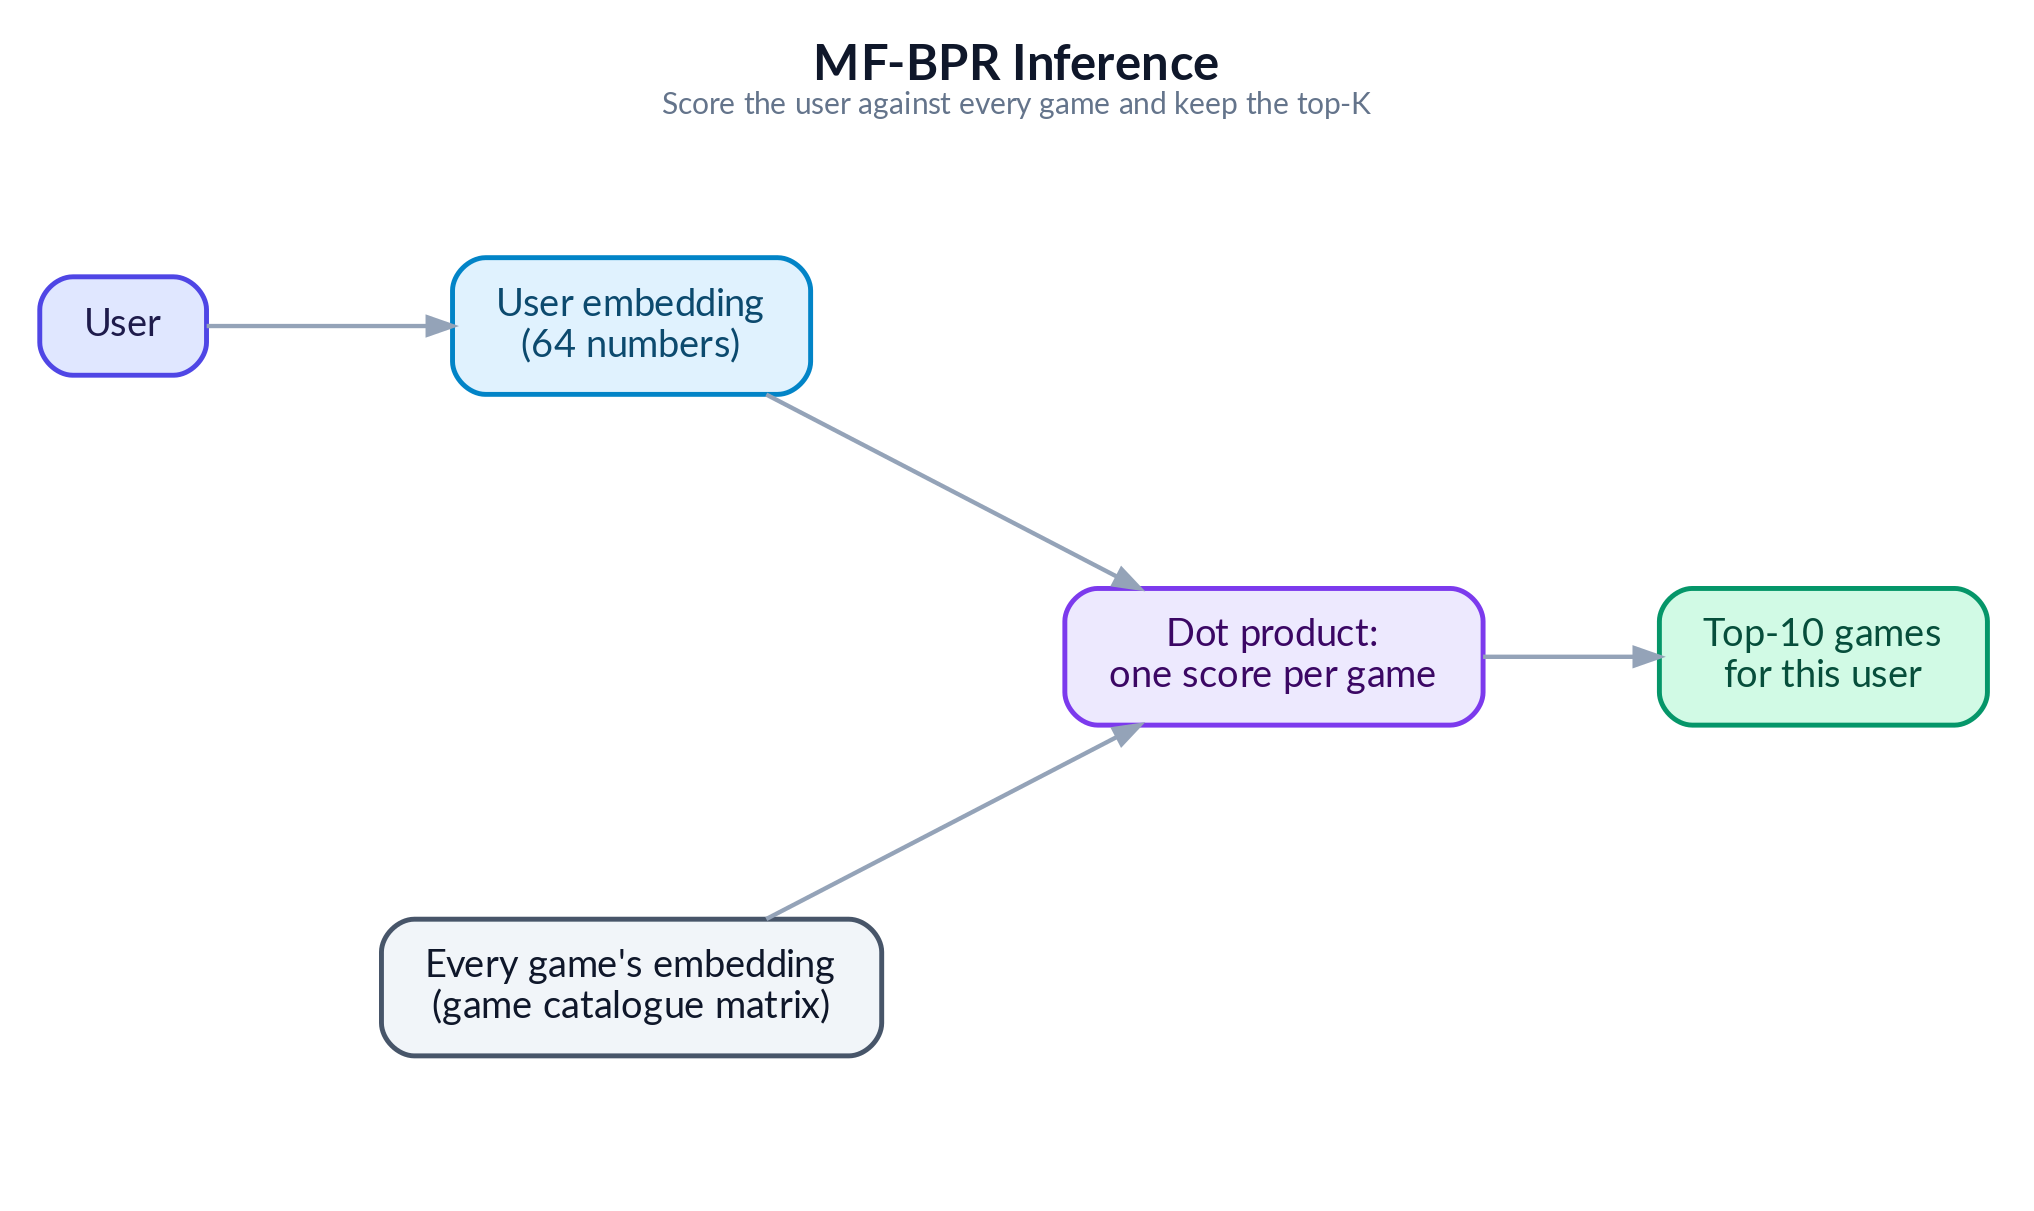 MF-BPR Inference
Score the user against every game and keep the top-K
User
User embedding
(64 numbers)
Dot product:
one score per game
Top-10 games
for this user
Every game's embedding
(game catalogue matrix)